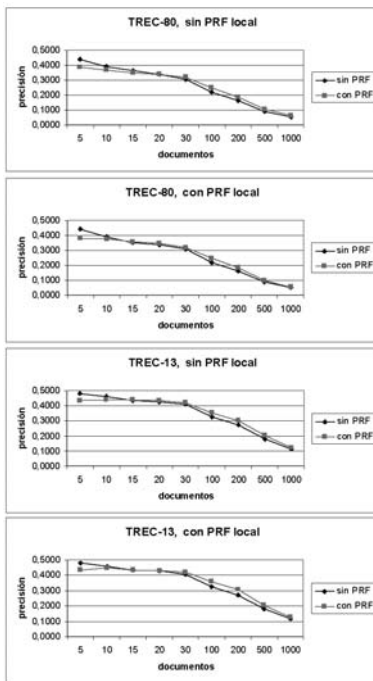 TREC-80, sin PRF local
precisión
0,5000
0,4000
0,3000
0,2000
0,1000
0,0000
5 10 15 20 30 100 200 500 1000
documentos
sin PRF
con PRF
TREC-80, con PRF local
precisión
0,5000
0,4000
0,3000
0,2000
0,1000
0,0000
5 10 15 20 30 100 200 500 1000
documentos
sin PRF
con PRF
TREC-13, sin PRF local
precisión
0,5000
0,4000
0,3000
0,2000
0,1000
0,0000
5 10 15 20 30 100 200 500 1000
documentos
sin PRF
con PRF
TREC-13, con PRF local
precisión
0,5000
0,4000
0,3000
0,2000
0,1000
0,0000
5 10 15 20 30 100 200 500 1000
documentos
sin PRF
con PRF